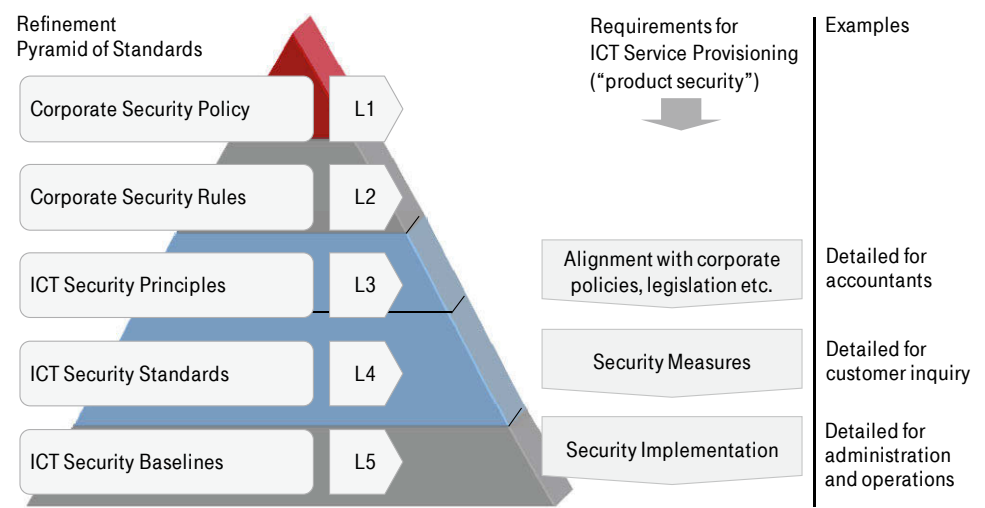 Refinement
Pyramid of Standards
Corporate Security Policy
L1
Corporate Security Rules
L2
ICT Security Principles
L3
ICT Security Standards
L4
ICT Security Baselines
L5
Requirements for
ICT Service Provisioning
(“product security”)
Alignment with corporate
policies, legislation etc.
Security Measures
Security Implementation
Examples
Detailed for
accountants
Detailed for
customer inquiry
Detailed for
administration
and operations